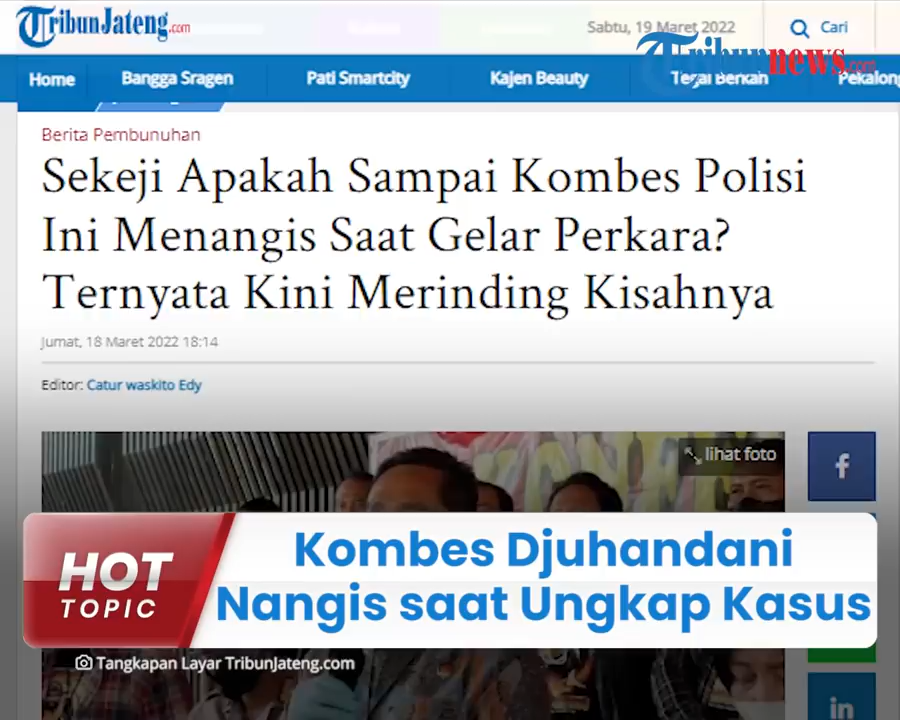 TribunJateng.com
Sabtu, 19 Maret 2022
Cari
Tribunnews.com
Home
Bangga Sragen
Pati Smartcity
Kajen Beauty
Tegal Berkah
Pekalong
Berita Pembunuhan
Sekeji Apakah Sampai Kombes Polisi
Ini Menangis Saat Gelar Perkara?
Ternyata Kini Merinding Kisahnya
Jumat, 18 Maret 2022 18:14
Editor: Catur waskito Edy
lihat foto
f
HOT
TOPIC
Kombes Djuhandani
Nangis saat Ungkap Kasus
Tangkapan Layar TribunJateng.com
in